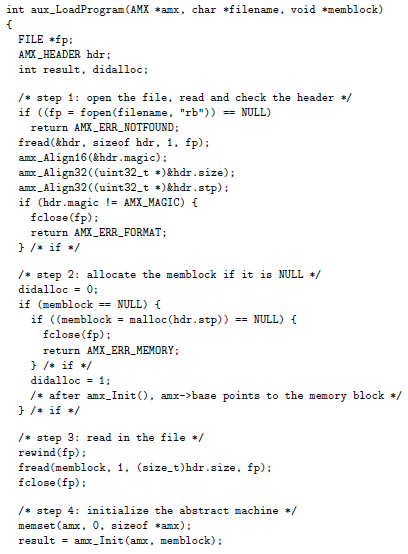 int aux_LoadProgram(AMX *amx, char *filename, void *memblock)
{
  FILE *fp;
  AMX_HEADER hdr;
  int result, didalloc;

  /* step 1: open the file, read and check the header */
  if ((fp = fopen(filename, "rb")) == NULL)
    return AMX_ERR_NOTFOUND;
  fread(&hdr, sizeof hdr, 1, fp);
  amx_Align16(&hdr.magic);
  amx_Align32((uint32_t *)&hdr.size);
  amx_Align32((uint32_t *)&hdr.stp);
  if (hdr.magic != AMX_MAGIC) {
    fclose(fp);
    return AMX_ERR_FORMAT;
  } /* if */

  /* step 2: allocate the memblock if it is NULL */
  didalloc = 0;
  if (memblock == NULL) {
    if ((memblock = malloc(hdr.stp)) == NULL) {
      fclose(fp);
      return AMX_ERR_MEMORY;
    } /* if */
    didalloc = 1;
    /* after amx_Init(), amx->base points to the memory block */
  } /* if */

  /* step 3: read in the file */
  rewind(fp);
  fread(memblock, 1, (size_t)hdr.size, fp);
  fclose(fp);

  /* step 4: initialize the abstract machine */
  memset(amx, 0, sizeof *amx);
  result = amx_Init(amx, memblock);